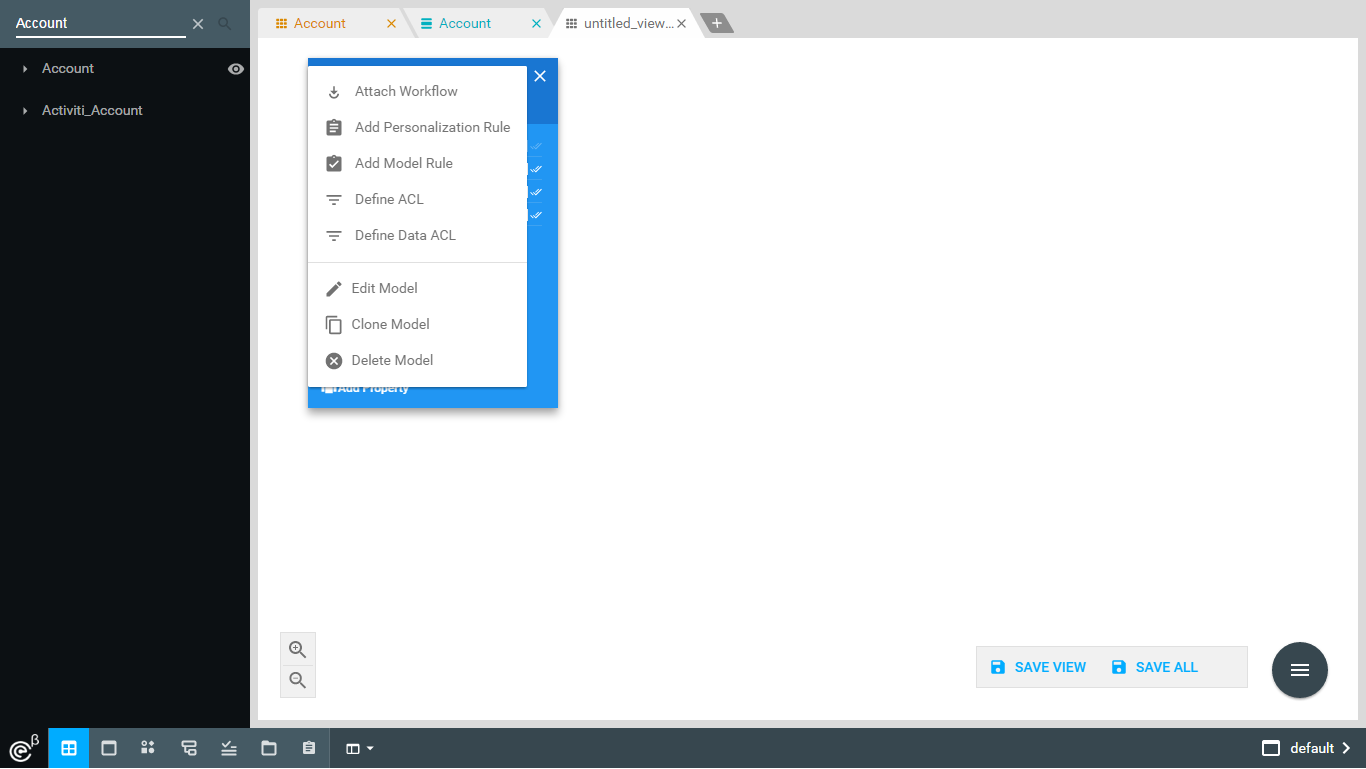 Account
Account
Activiti_Account
Account
Account
untitled_view...
Attach Workflow
Add Personalization Rule
Add Model Rule
Define ACL
Define Data ACL
Edit Model
Clone Model
Delete Model
Add Property
SAVE VIEW
SAVE ALL
β
default